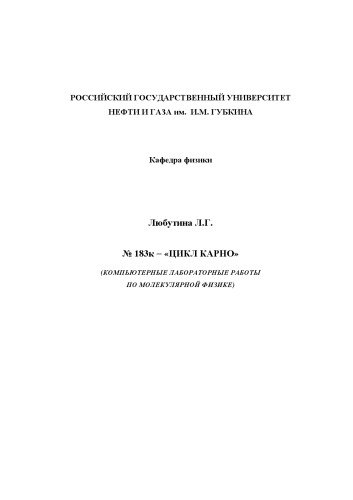 РОССИЙСКИЙ ГОСУДАРСТВЕННЫЙ УНИВЕРСИТЕТ
НЕФТИ И ГАЗА им. И.М. ГУБКИНА
Кафедра физики
Любутина Л.Г.
№ 183к – «ЦИКЛ КАРНО»
(КОМПЬЮТЕРНЫЕ ЛАБОРАТОРНЫЕ РАБОТЫ
ПО МОЛЕКУЛЯРНОЙ ФИЗИКЕ)